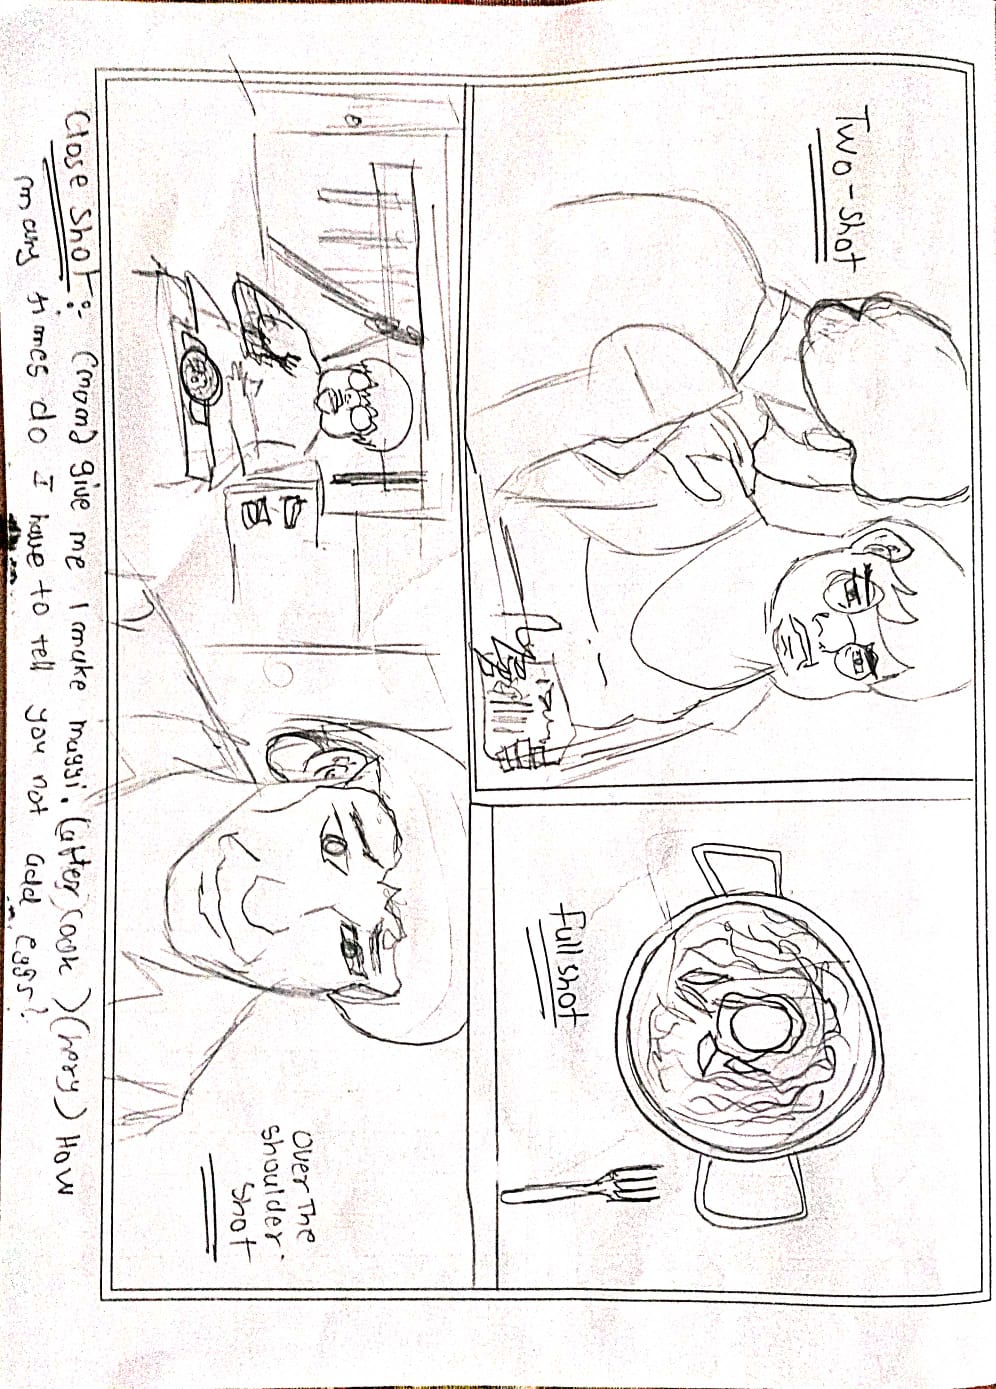 Two-Shot
Full shot
Over The
Shoulder
Shot
Close Shot: (mom) give me I make maggi. (after) (cook) (hery) How
many times do I have to tell you not add eggs?